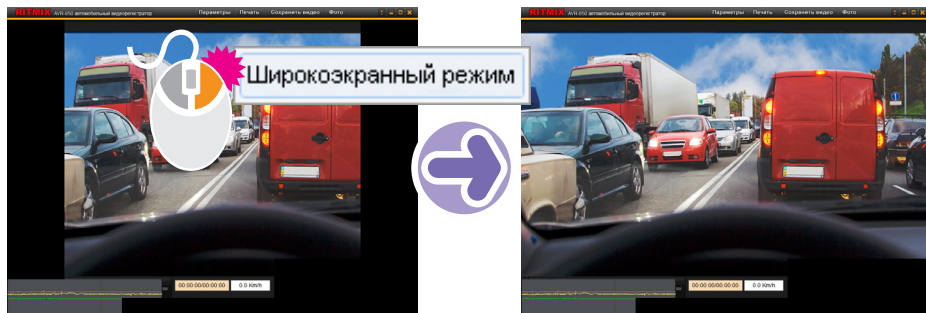 RITMIX AVR-650 автомобильный видеорегистратор Параметры Печать Сохранить видео Фото
Широкоэкранный режим
00:00:00/00:00:00 0.0 Km/h
RITMIX AVR-650 автомобильный видеорегистратор Параметры Печать Сохранить видео Фото
00:00:00/00:00:00 0.0 Km/h